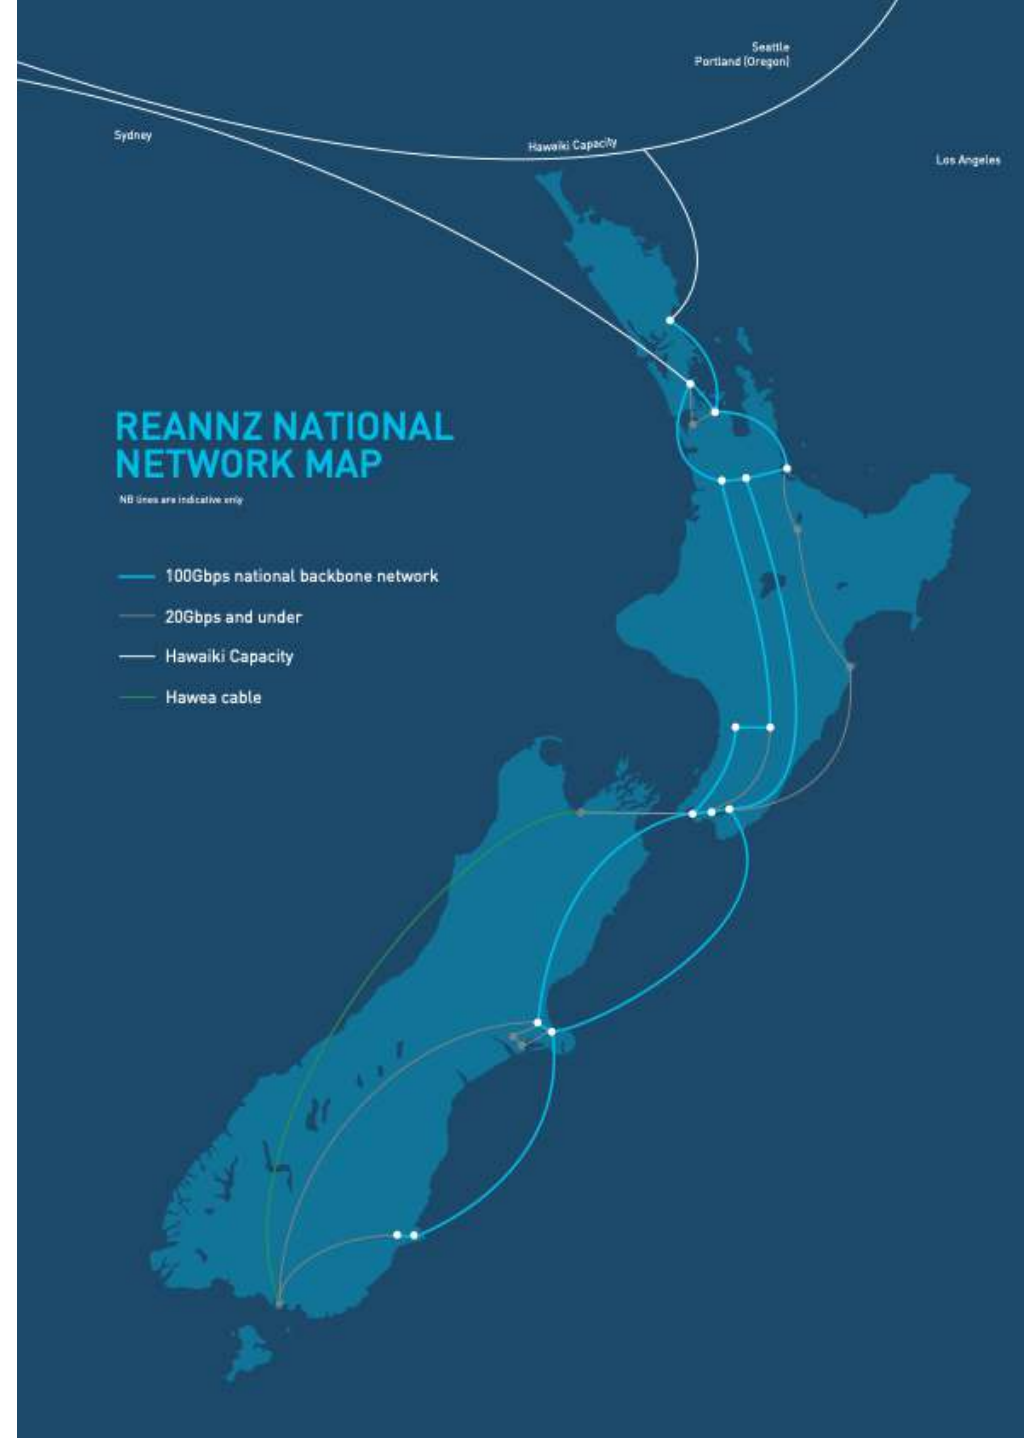 Seattle
Portland (Oregon)
Sydney
Hawaiki Capacity
Los Angeles
REANNZ NATIONAL
NETWORK MAP
NB lines are indicative only
100Gbps national backbone network
20Gbps and under
Hawaiki Capacity
Hawea cable